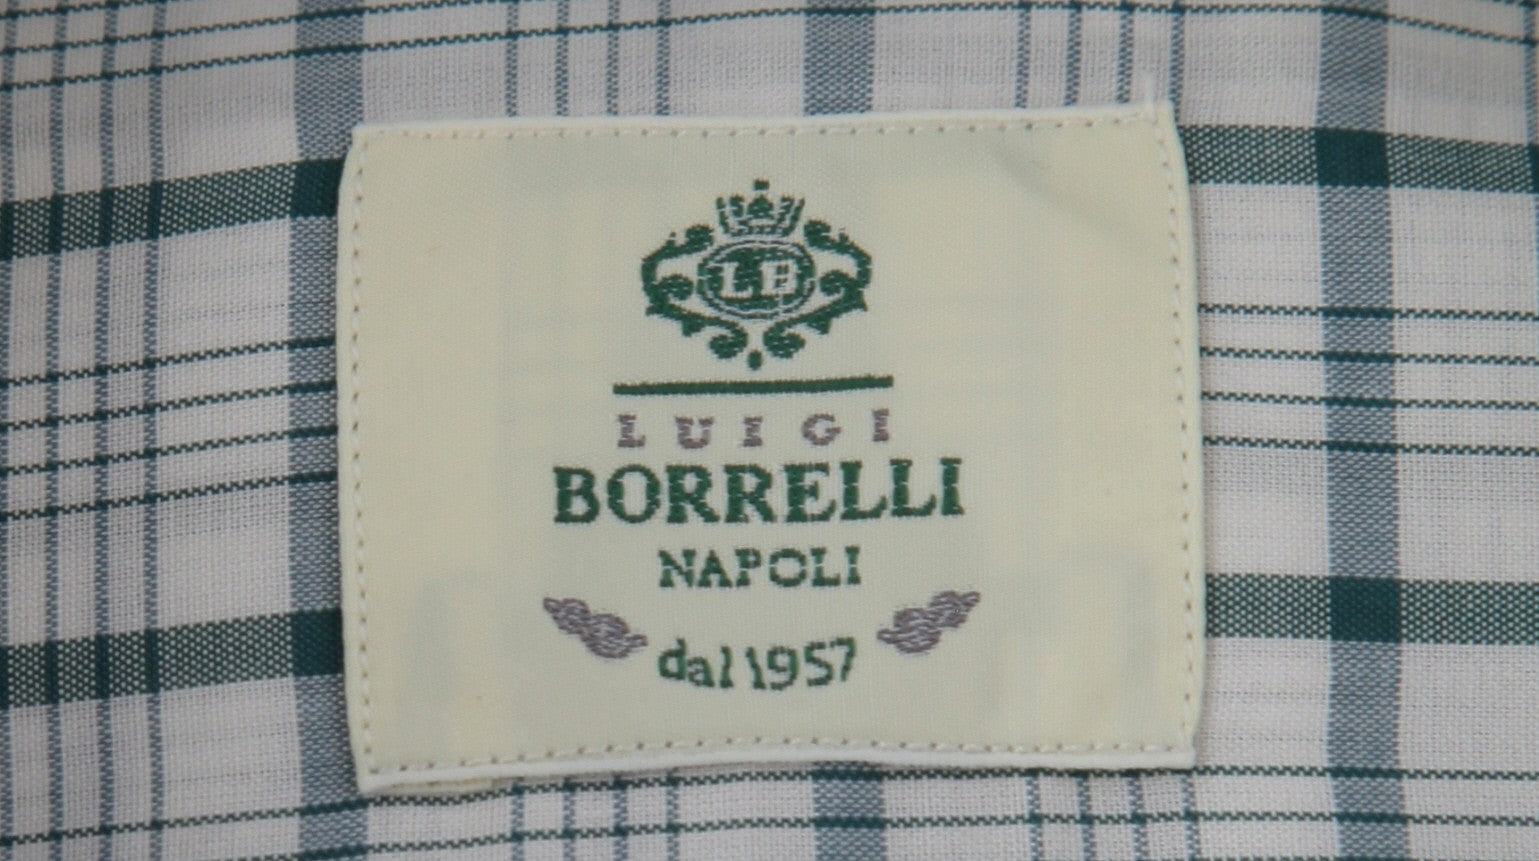 LB
LUIGI
BORRELLI
NAPOLI
dal 1957